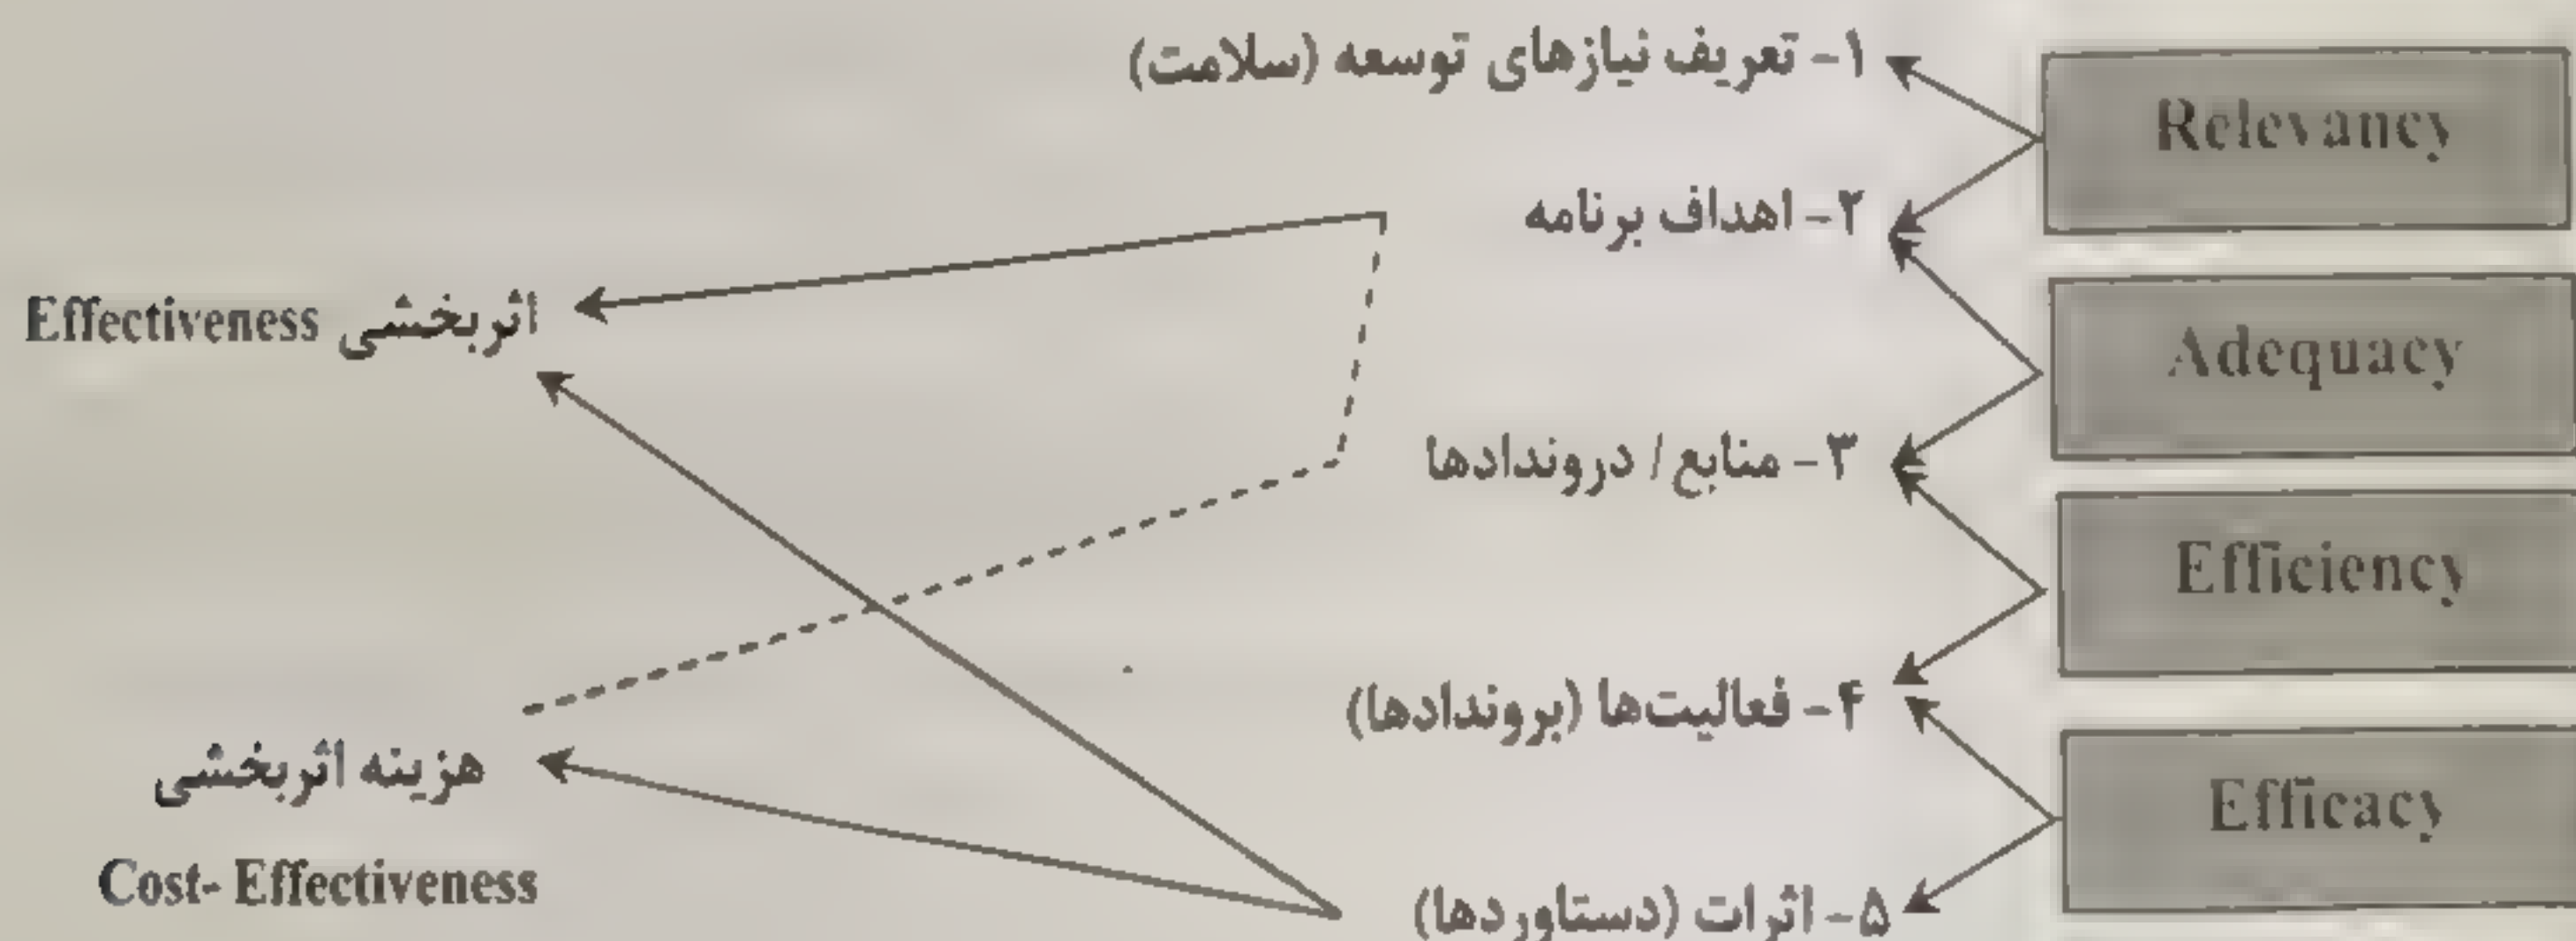 Relevancy
۱- تعریف نیازهای توسعه (سلامت)
۲- اهداف برنامه
Adequacy
اثربخشی Effectiveness
۳- منابع / دروندادها
Efficiency
۴- فعالیت‌ها (بروندادها)
هزینه اثربخشی
Cost- Effectiveness
Efficacy
۵- اثرات (دستاوردها)